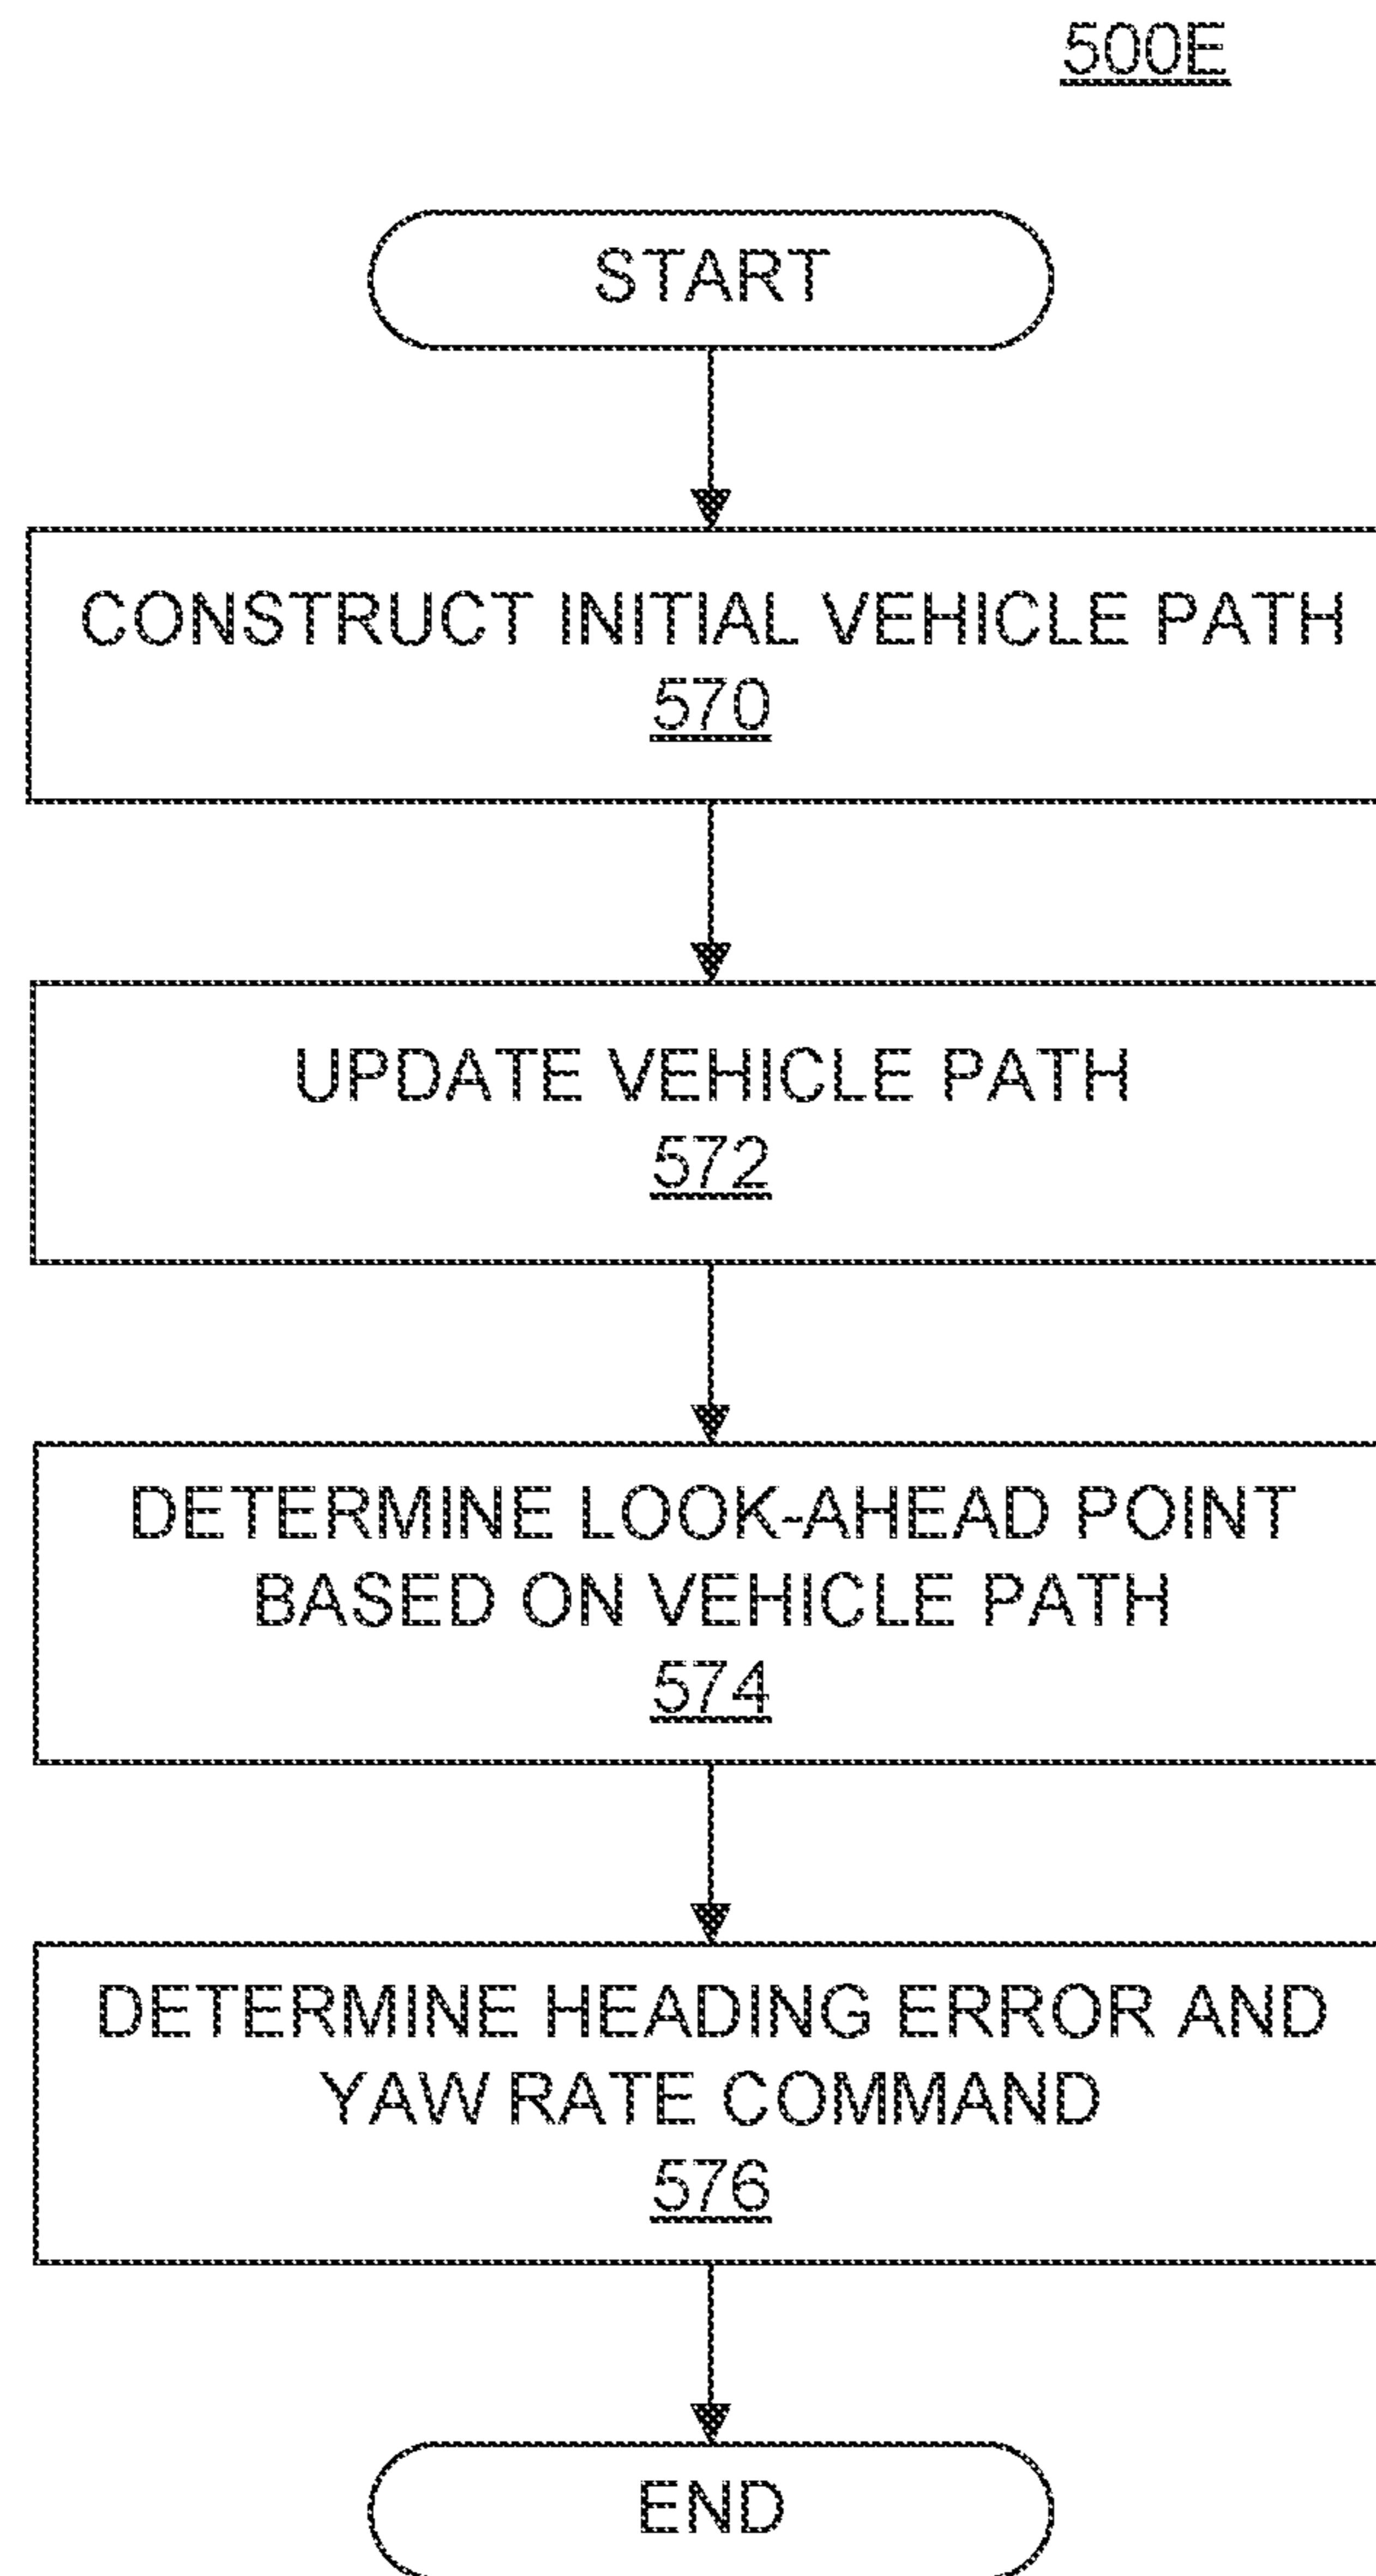 500E
START
CONSTRUCT INITIAL VEHICLE PATH
570
UPDATE VEHICLE PATH
572
DETERMINE LOOK-AHEAD POINT
BASED ON VEHICLE PATH
574
DETERMINE HEADING ERROR AND
YAW RATE COMMAND
576
END